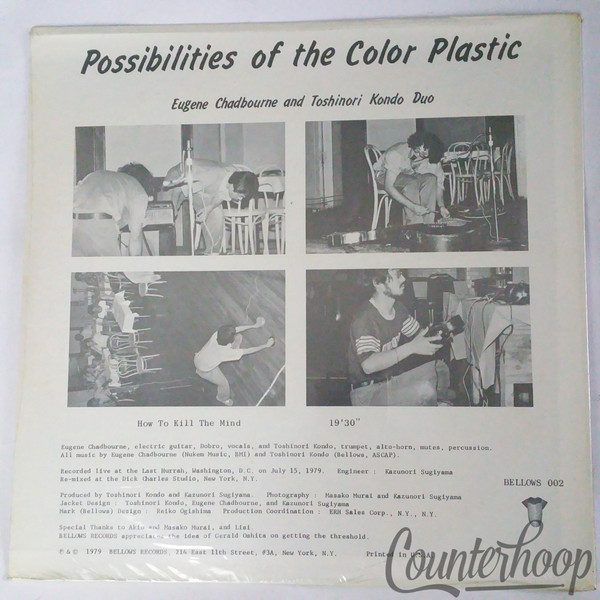 Possibilities of the Color Plastic
Eugene Chadbourne and Toshinori Kondo Duo
How To Kill The Mind 19'30"
Eugene Chadbourne, electric guitar, Dobro, vocals, and Toshinori Kondo, trumpet, alto-horn, mutes, percussion.
All music by Eugene Chadbourne (Nukem Music, BMI) and Toshinori Kondo (Bellows, ASCAP).
Recorded live at the Last Hurrah, Washington, D.C. on July 15, 1979. Engineer : Kazunori Sugiyama
Re-mixed at the Dick Charles Studio, New York, N.Y.
BELLOWS 002
Produced by Toshinori Kondo and Kazunori Sugiyama. Photography : Masako Murai and Kazunori Sugiyama
Jacket Design : Toshinori Kondo, Eugene Chadbourne, and Kazunori Sugiyama
Mark (Bellows) Design : Keiko Ogishima Production Coordination : ERH Sales Corp., N.Y., N.Y.
Special Thanks to Akio and Masako Murai, and Lisi.
BELLOWS RECORDS appreciates the idea of Gerald Oshita on getting the threshold.
P & © 1979 BELLOWS RECORDS, 214 East 11th Street, #3A, New York, N.Y. Printed in
Counterhoop